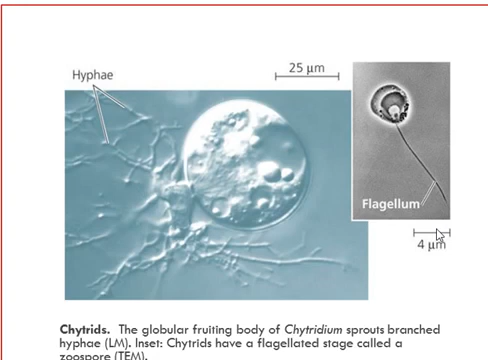 Hyphae
25 μm
Flagellum
4 μm
Chytrids. The globular fruiting body of Chytridium sprouts branched
hyphae (LM). Inset: Chytrids have a flagellated stage called a
zoospore (TEM).